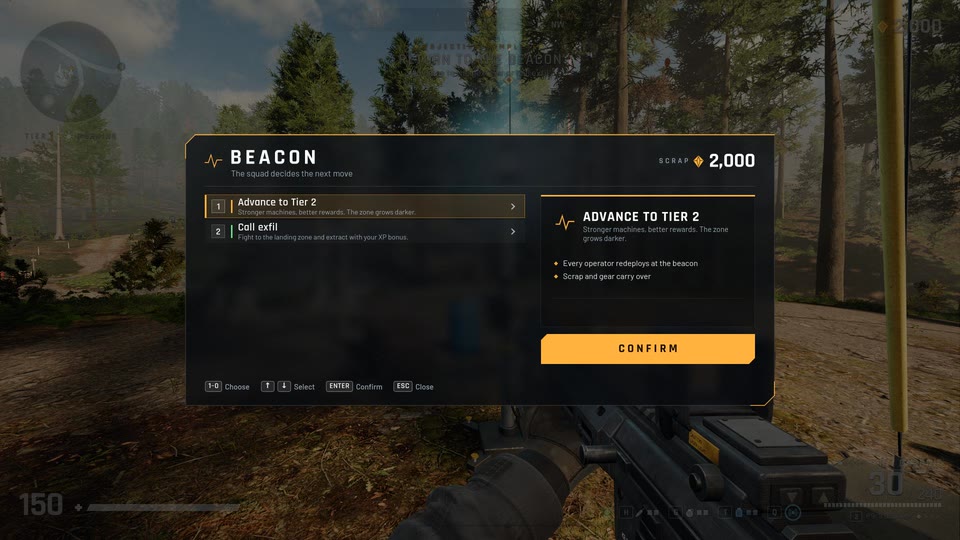 BEACON
The squad decides the next move
SCRAP 2,000
1 Advance to Tier 2
Stronger machines, better rewards. The zone grows darker.
2 Call exfil
Fight to the landing zone and extract with your XP bonus.
ADVANCE TO TIER 2
Stronger machines, better rewards. The zone
grows darker.
Every operator redeploys at the beacon
Scrap and gear carry over
CONFIRM
1-0 Choose ↑ ↓ Select ENTER Confirm ESC Close
150
30